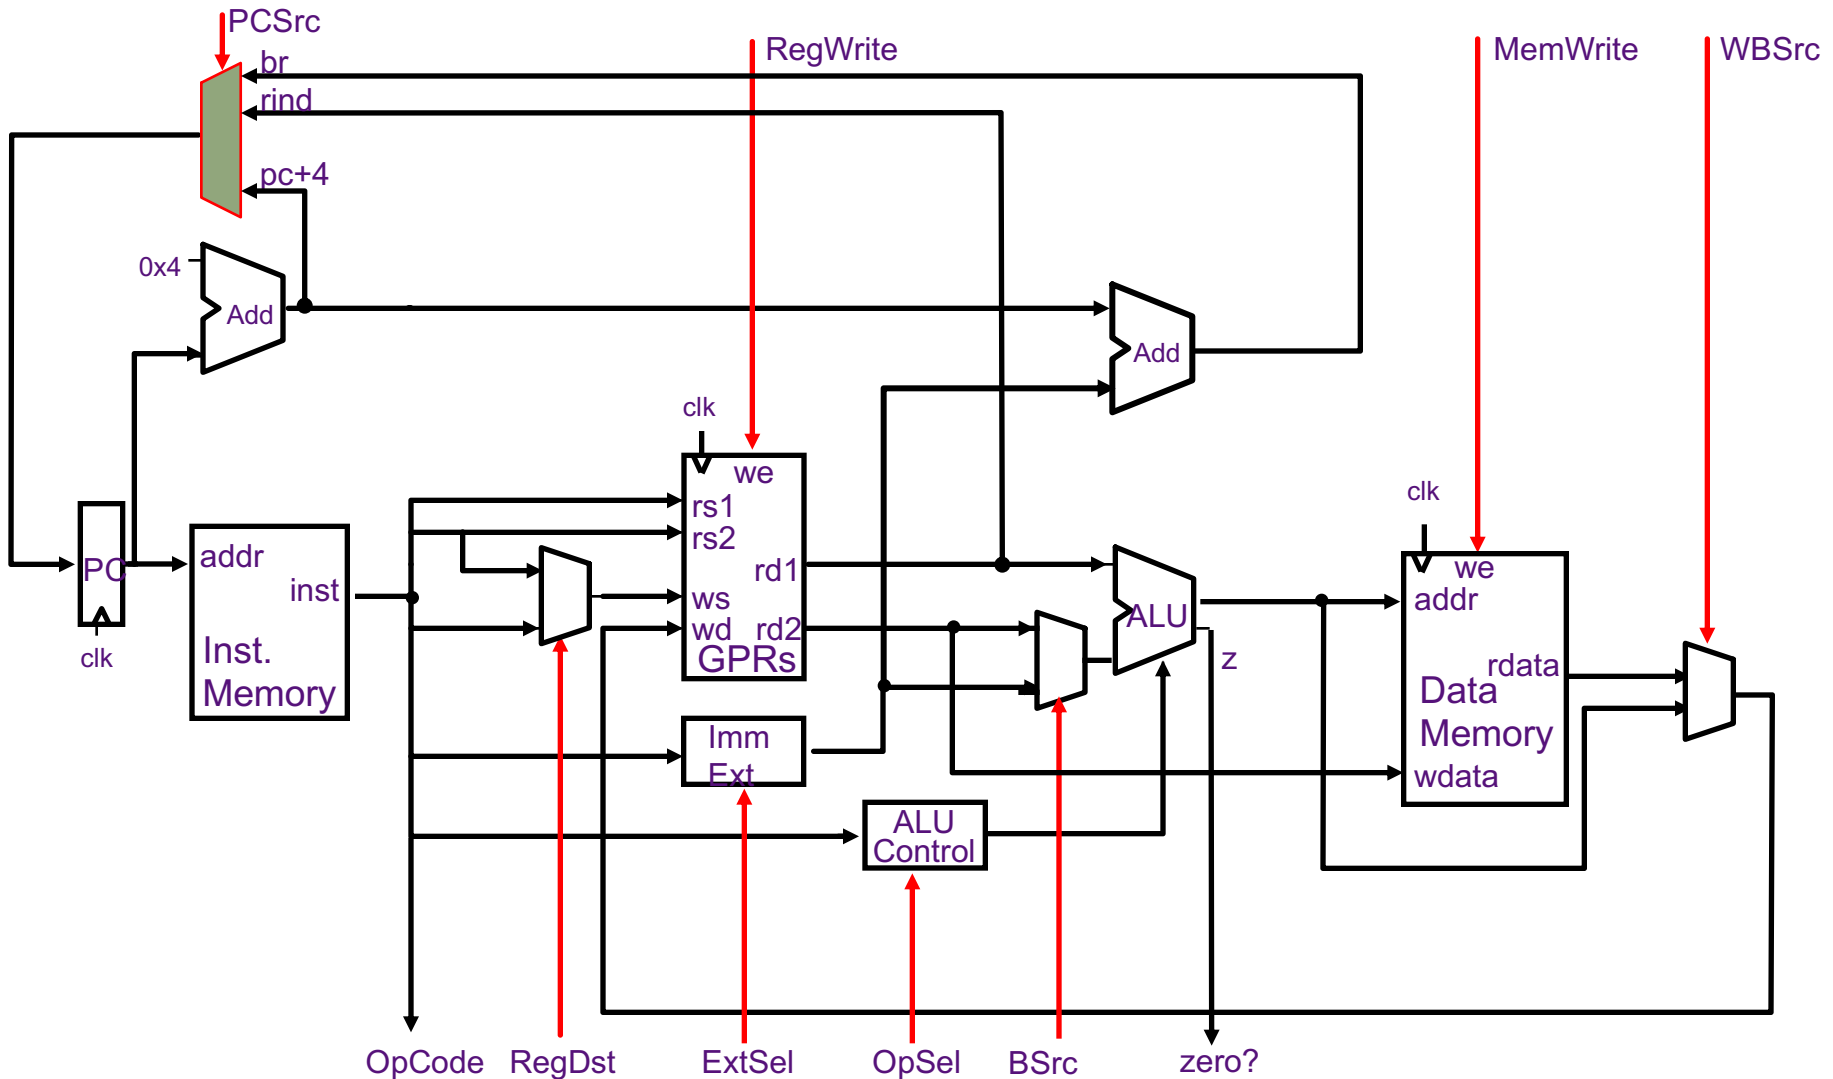 PCSrc
br
rind
pc+4
RegWrite
MemWrite
WBSrc
0x4
Add
Add
clk
we
rs1
rs2
rd1
ws
wd
rd2
GPRs
PC
clk
addr
inst
Inst.
Memory
Imm
Ext
ALU
Control
ALU
z
clk
we
addr
rdata
Data
Memory
wdata
OpCode
RegDst
ExtSel
OpSel
BSrc
zero?